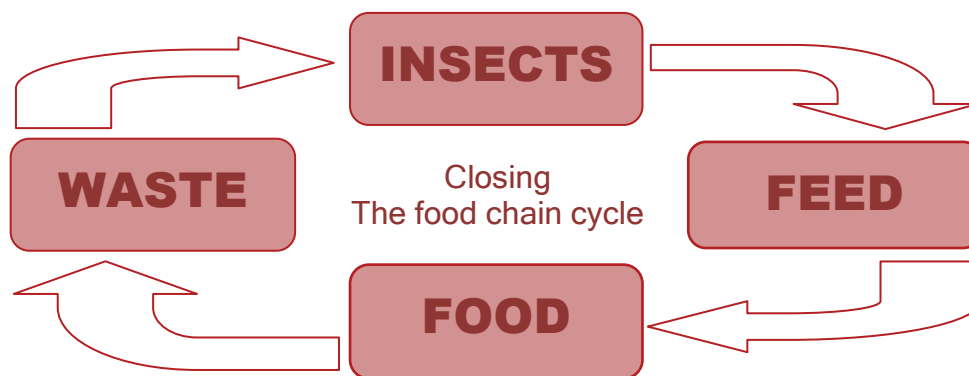 INSECTS
WASTE
Closing
The food chain cycle
FEED
FOOD